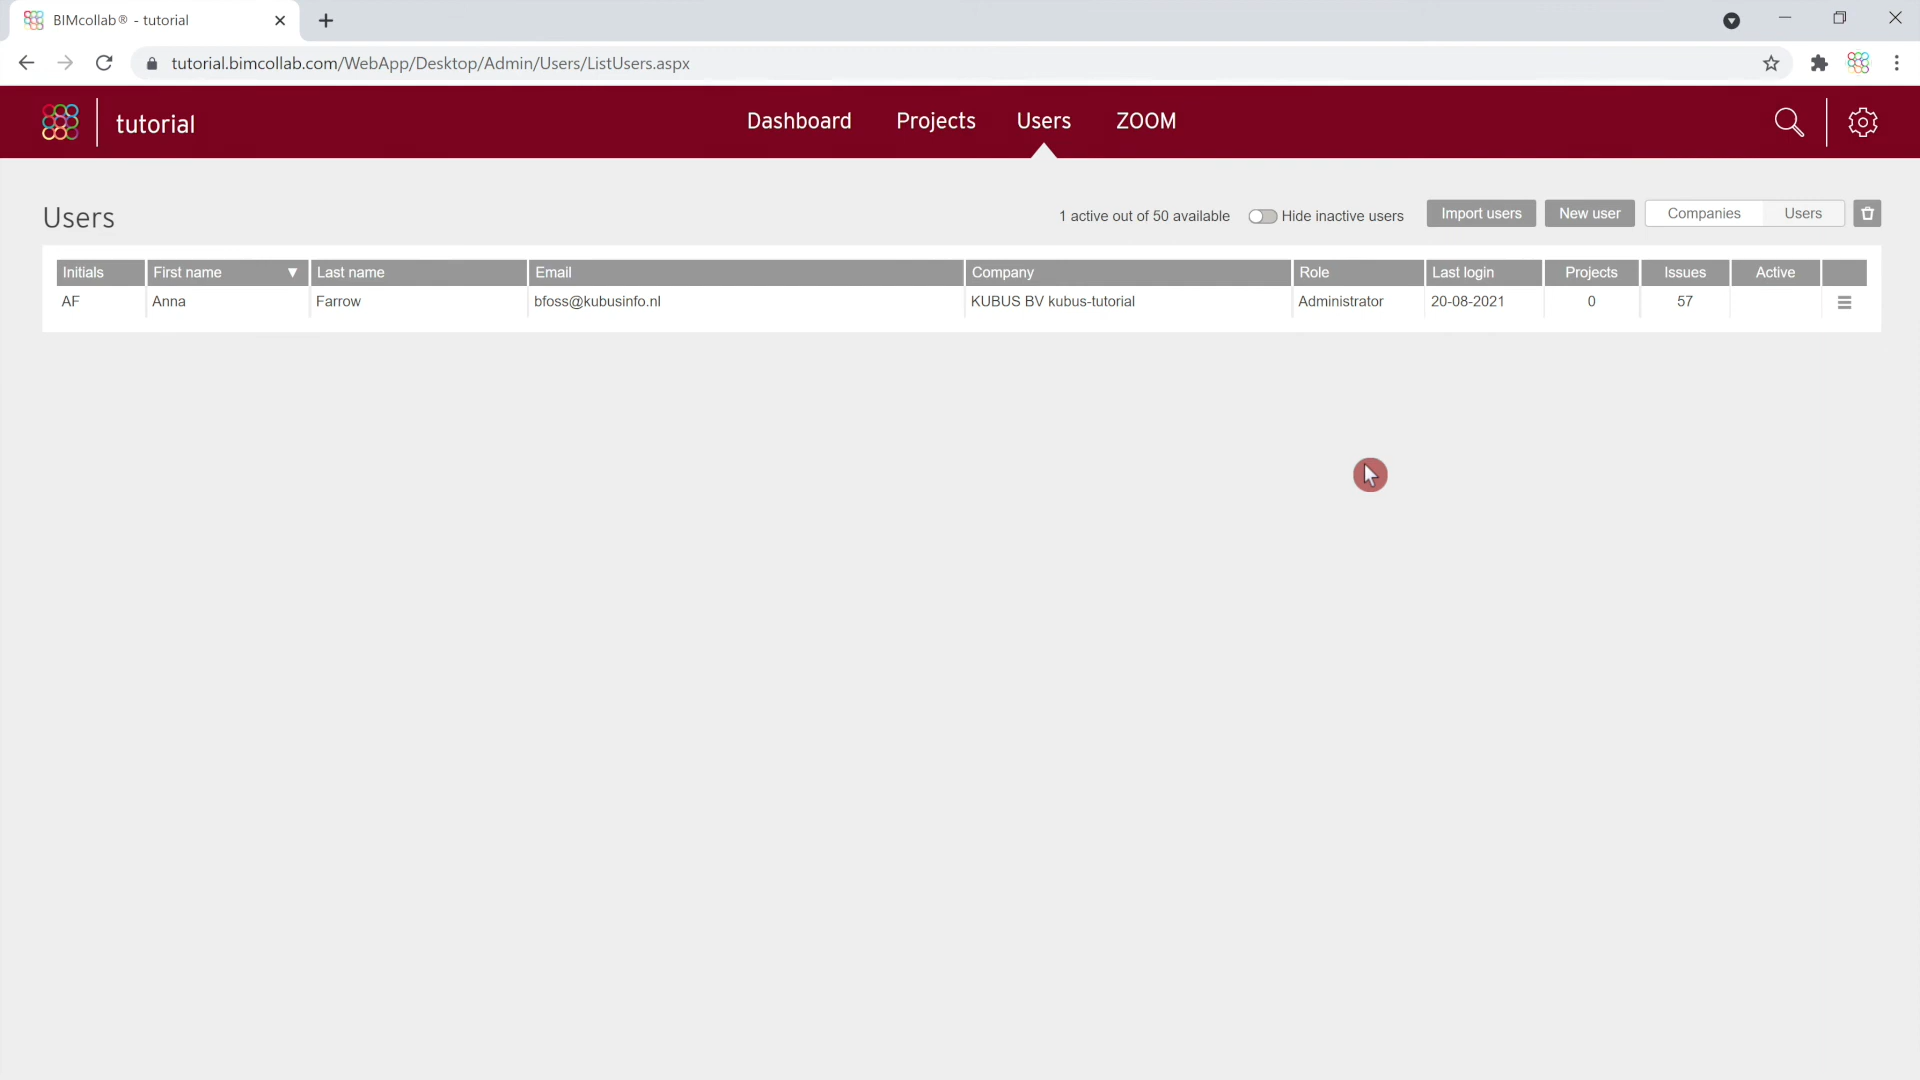 BIMcollab® - tutorial
tutorial.bimcollab.com/WebApp/Desktop/Admin/Users/ListUsers.aspx
tutorial Dashboard Projects Users ZOOM
Users 1 active out of 50 available Hide inactive users Import users New user Companies Users
Initials First name Last name Email Company Role Last login Projects Issues Active
AF Anna Farrow bfoss@kubusinfo.nl KUBUS BV kubus-tutorial Administrator 20-08-2021 0 57